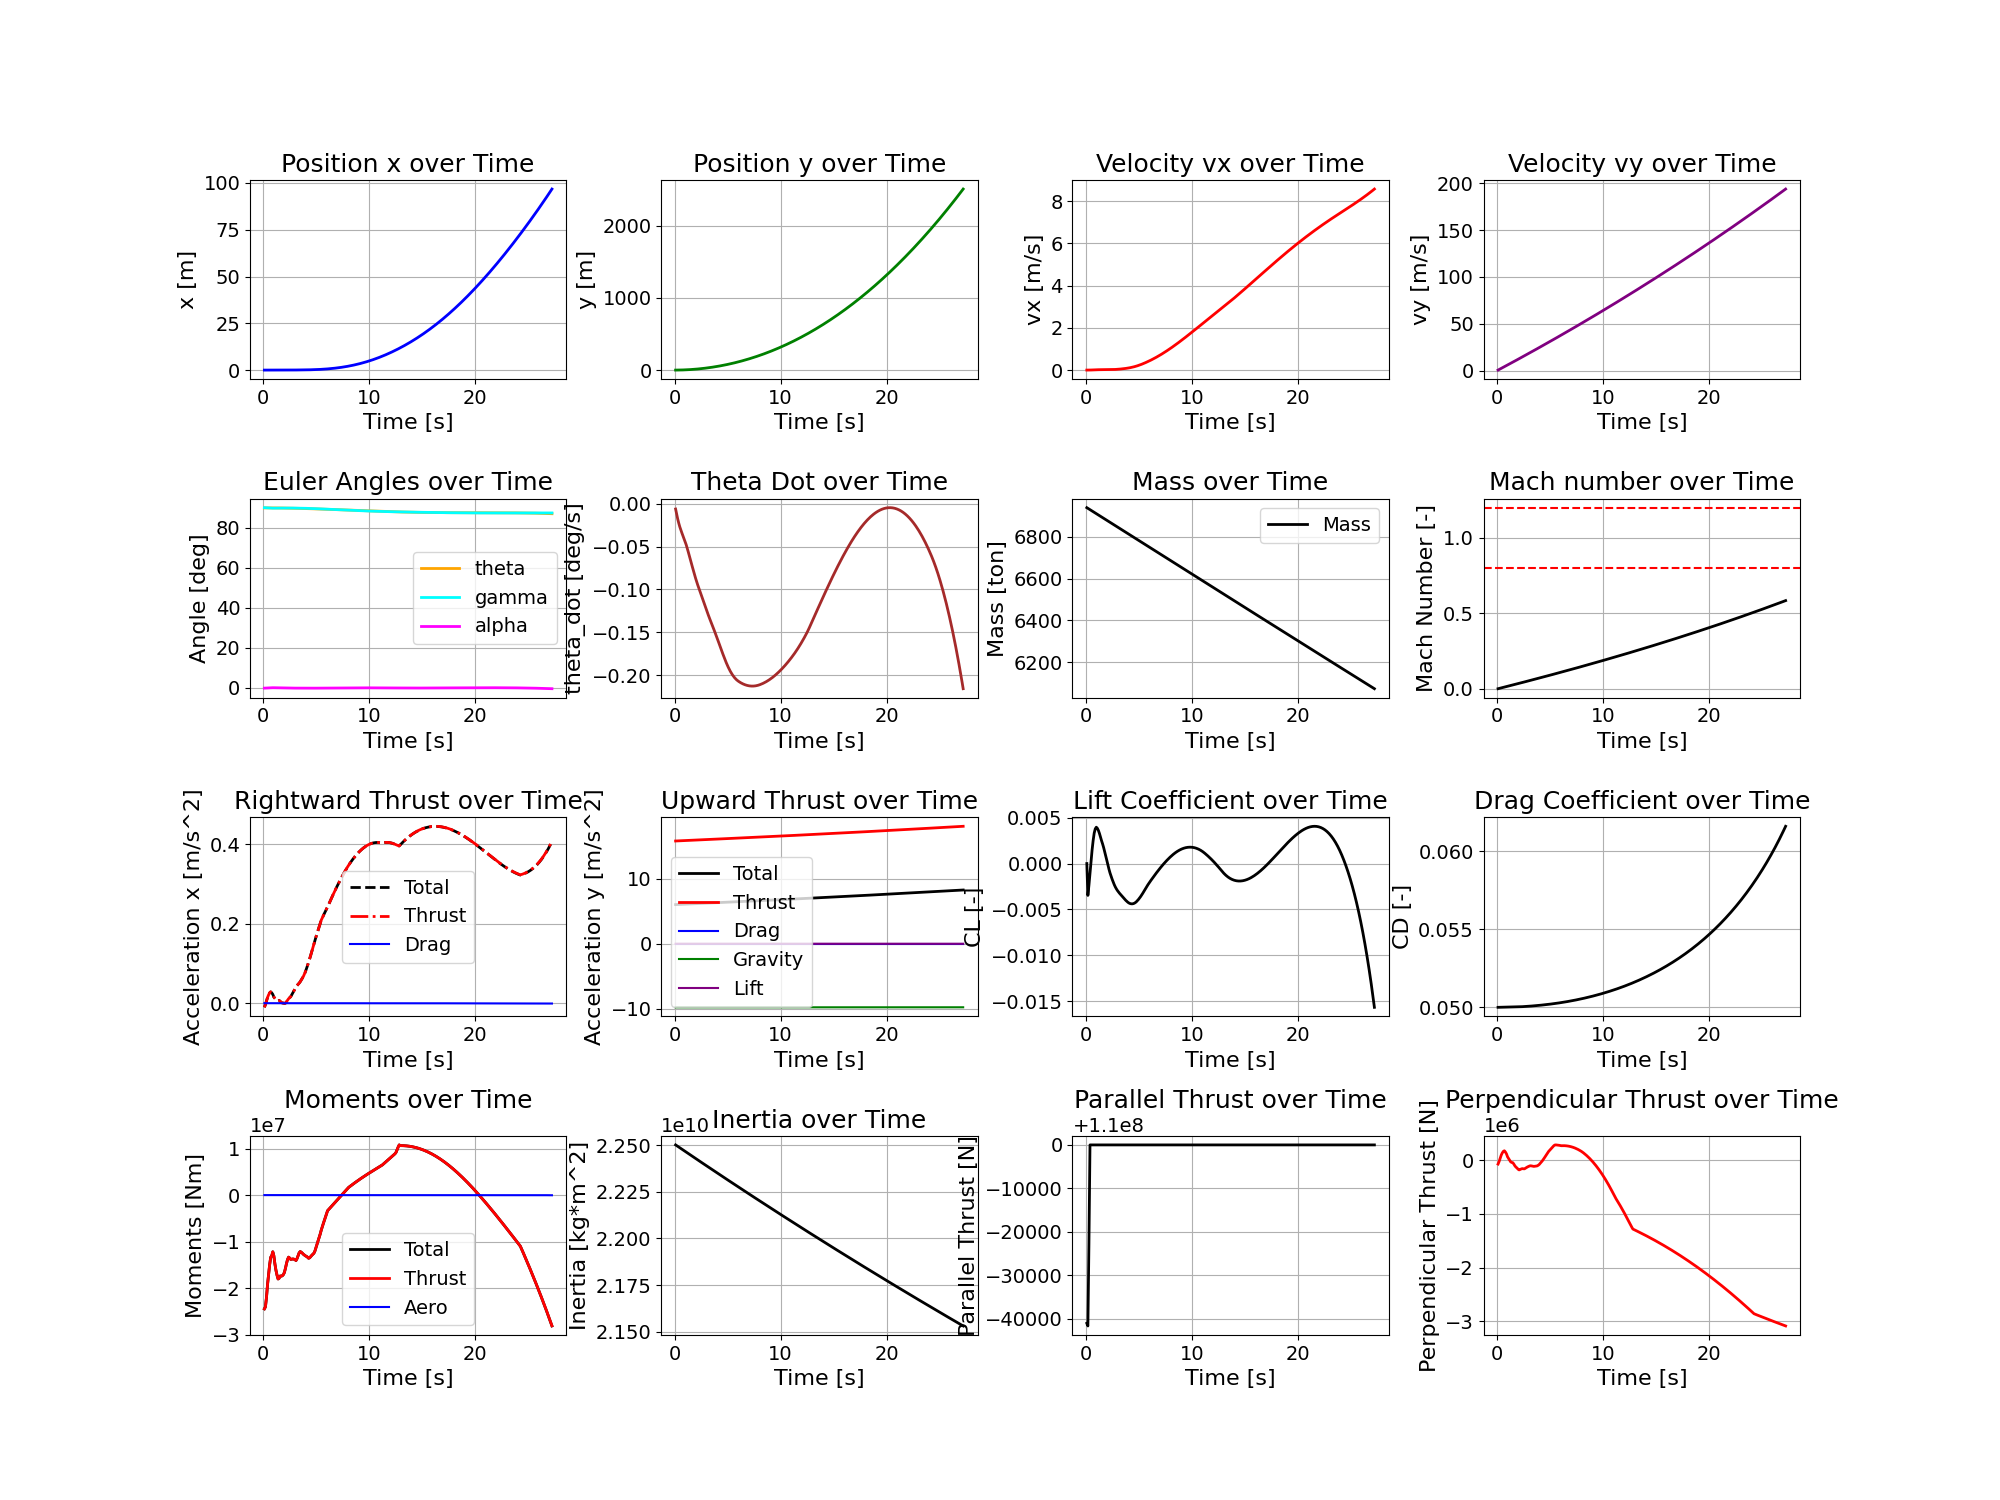 Position x over Time
Position y over Time
Velocity vx over Time
Velocity vy over Time
x [m]
100
75
50
25
0
0 10 20
Time [s]
y [m]
2000
1000
0
0 10 20
Time [s]
vx [m/s]
8
6
4
2
0
0 10 20
Time [s]
vy [m/s]
200
150
100
50
0
0 10 20
Time [s]
Euler Angles over Time
Theta Dot over Time
Mass over Time
Mach number over Time
Angle [deg]
80
60
40
20
0
theta
gamma
alpha
0 10 20
Time [s]
theta_dot [deg/s]
0.00
−0.05
−0.10
−0.15
−0.20
0 10 20
Time [s]
Mass [ton]
6800
6600
6400
6200
Mass
0 10 20
Time [s]
Mach Number [-]
1.0
0.5
0.0
0 10 20
Time [s]
Rightward Thrust over Time
Upward Thrust over Time
Lift Coefficient over Time
Drag Coefficient over Time
Acceleration x [m/s^2]
0.4
0.2
0.0
Total
Thrust
Drag
0 10 20
Time [s]
Acceleration y [m/s^2]
10
0
−10
Total
Thrust
Drag
Gravity
Lift
0 10 20
Time [s]
CL [-]
0.005
0.000
−0.005
−0.010
−0.015
0 10 20
Time [s]
CD [-]
0.060
0.055
0.050
0 10 20
Time [s]
Moments over Time
Inertia over Time
Parallel Thrust over Time
Perpendicular Thrust over Time
1e7
Moments [Nm]
1
0
−1
−2
−3
Total
Thrust
Aero
0 10 20
Time [s]
1e10
Inertia [kg*m^2]
2.250
2.225
2.200
2.175
2.150
0 10 20
Time [s]
+1.1e8
Parallel Thrust [N]
0
−10000
−20000
−30000
−40000
0 10 20
Time [s]
1e6
Perpendicular Thrust [N]
0
−1
−2
−3
0 10 20
Time [s]